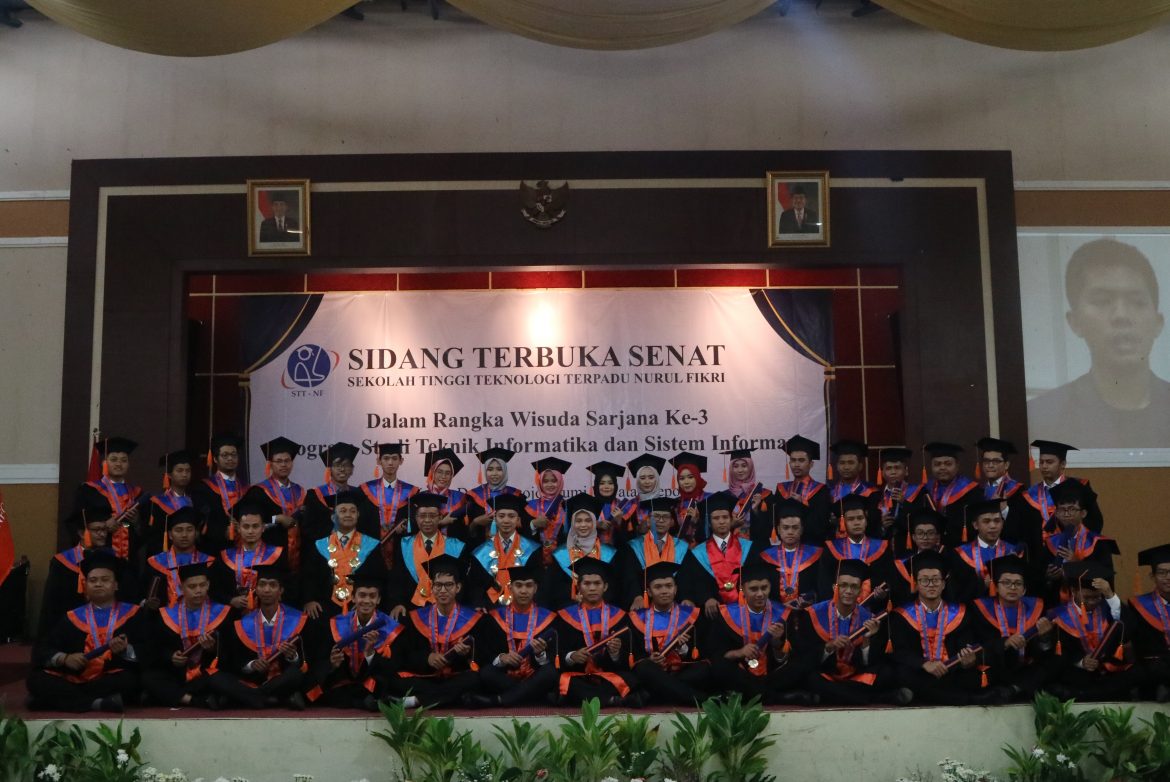 SIDANG TERBUKA SENAT
SEKOLAH TINGGI TEKNOLOGI TERPADU NURUL FIKRI
STT - NF
Dalam Rangka Wisuda Sarjana Ke-3
Studi Teknik Informatika dan Sistem